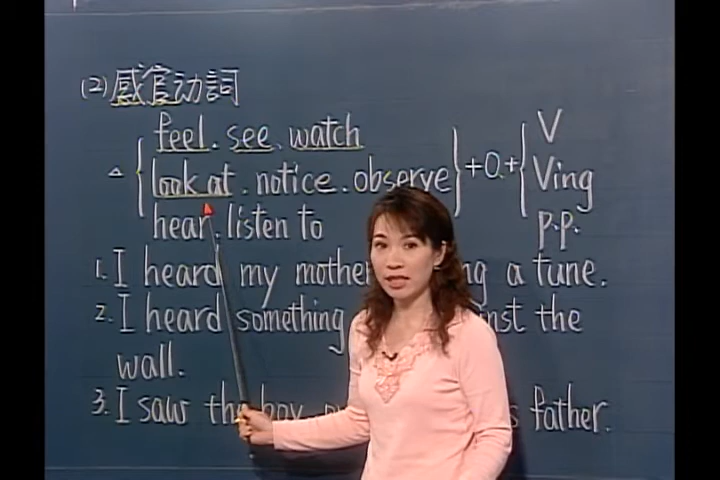 (2) 感官动詞
feel. see、watch
△ look at. notice. observe + O. + V Ving p.p.
hear. listen to
1. I heard my mother a tune.
2. I heard something the
wall.
3. I saw the boy father.